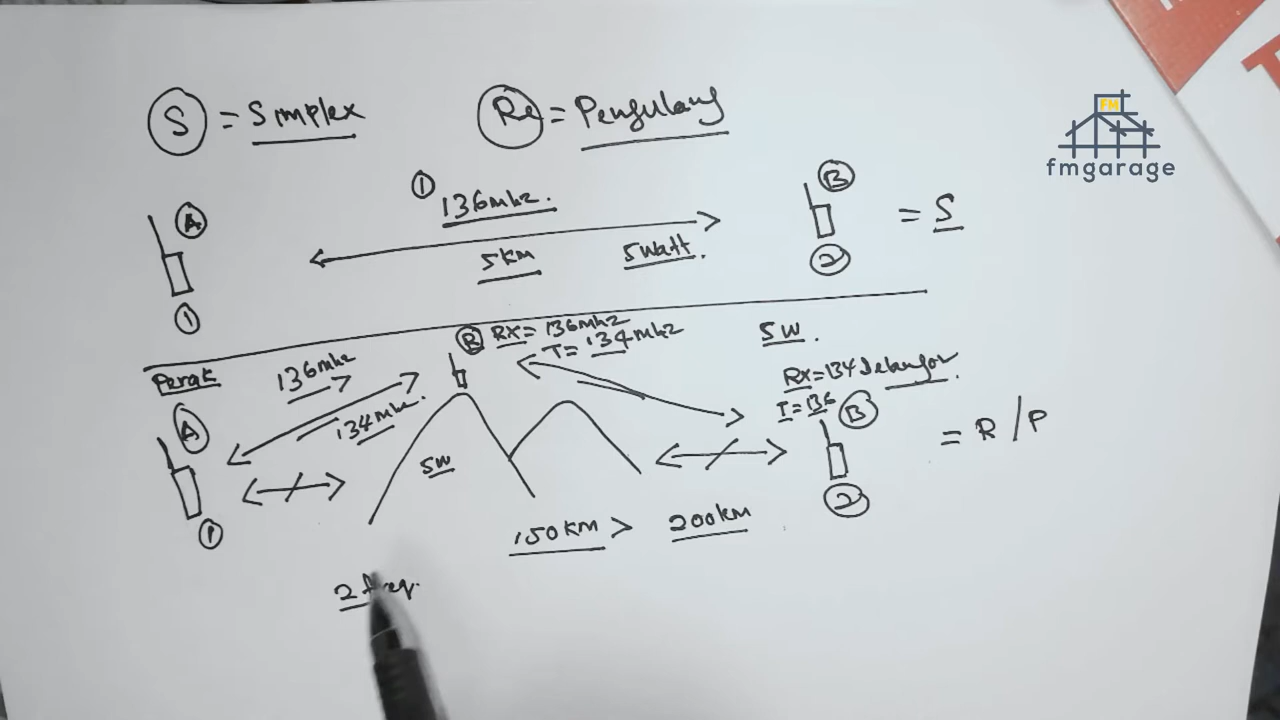 S = Simplex
Re = Pengulang
FM
fmgarage
A
① 136mhz.
B
5km 5watt.
= S
1
2
R RX = 136mhz
T = 134mhz
5W.
Perak
136mhz
134mhz.
RX = 134 Selangor.
T = 136
A
B
= R / P
5W
1
2
150km > 200km
2 freq.